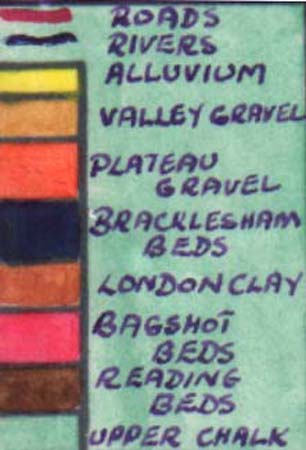 ROADS
RIVERS
ALLUVIUM
VALLEY GRAVEL
PLATEAU
GRAVEL
BRACKLESHAM
BEDS
LONDON CLAY
BAGSHOT
BEDS
READING
BEDS
UPPER CHALK